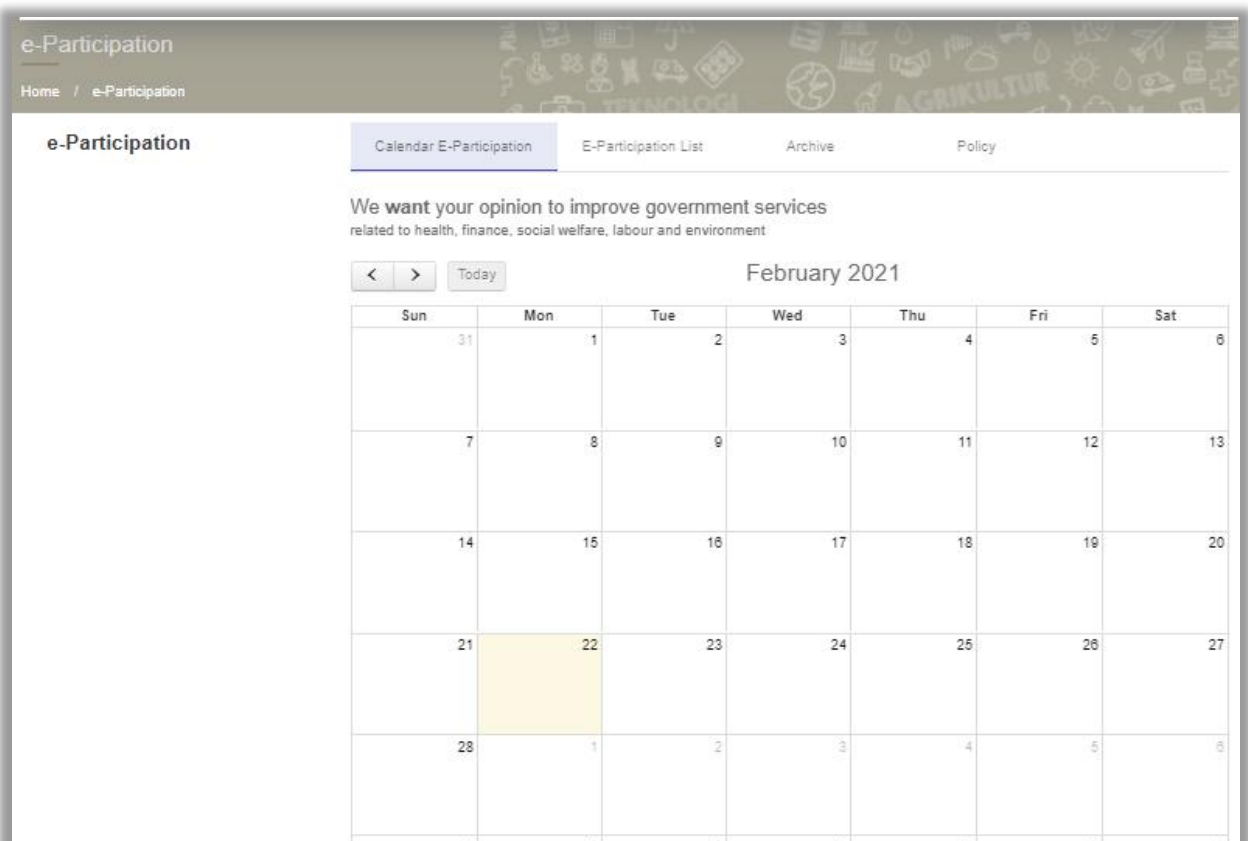 e-Participation
Home / e-Participation
TEKNOLOGI
AGRIKULTUR
e-Participation
Calendar E-Participation E-Participation List Archive Policy
We want your opinion to improve government services
related to health, finance, social welfare, labour and environment
< > Today February 2021
Sun Mon Tue Wed Thu Fri Sat
31 1 2 3 4 5 6
7 8 9 10 11 12 13
14 15 16 17 18 19 20
21 22 23 24 25 26 27
28 1 2 3 4 5 6